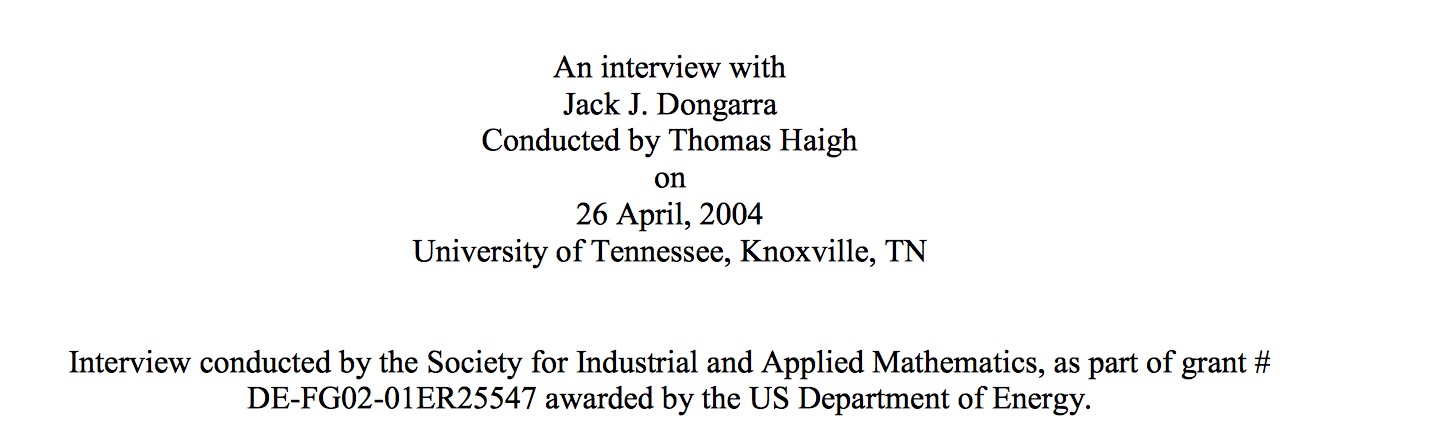 An interview with
Jack J. Dongarra
Conducted by Thomas Haigh
on
26 April, 2004
University of Tennessee, Knoxville, TN
Interview conducted by the Society for Industrial and Applied Mathematics, as part of grant #
DE-FG02-01ER25547 awarded by the US Department of Energy.